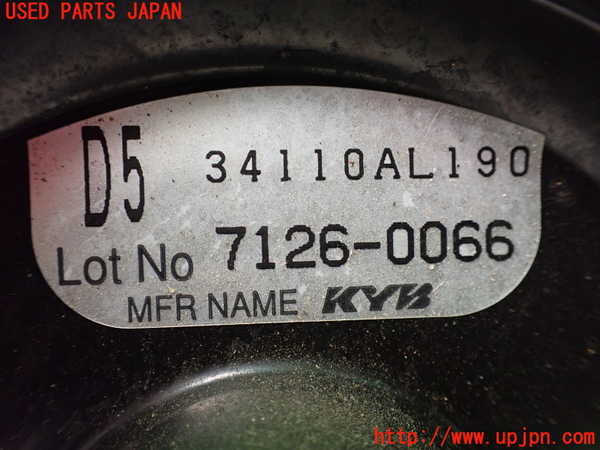 USED PARTS JAPAN
D5 34110AL190
Lot No 7126-0066
MFR NAME KYB
http://www.upjpn.com/